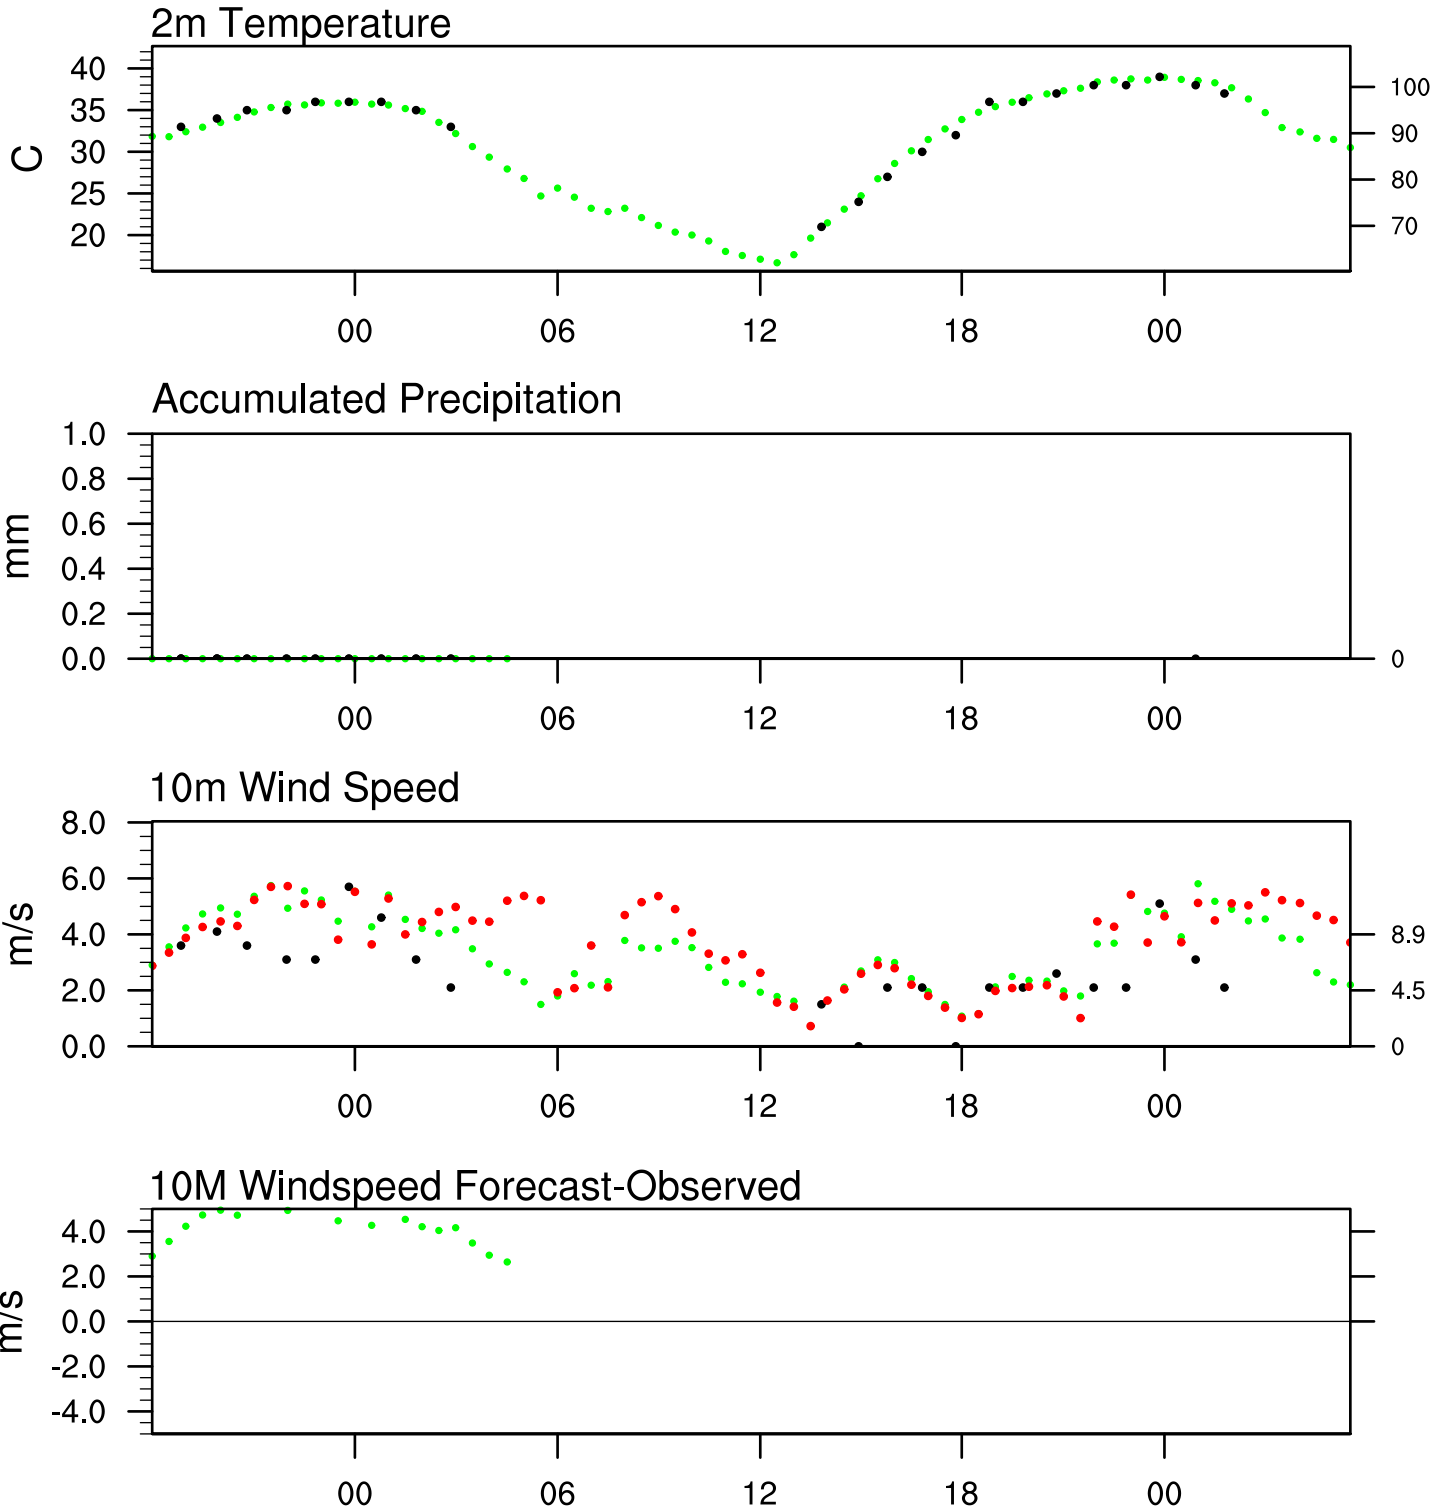 2m Temperature
40
35
30
25
20
C
100
90
80
70
00 06 12 18 00
Accumulated Precipitation
1.0
0.8
0.6
0.4
0.2
0.0
mm
0
00 06 12 18 00
10m Wind Speed
8.0
6.0
4.0
2.0
0.0
m/s
8.9
4.5
0
00 06 12 18 00
10M Windspeed Forecast-Observed
4.0
2.0
0.0
-2.0
-4.0
m/s
00 06 12 18 00